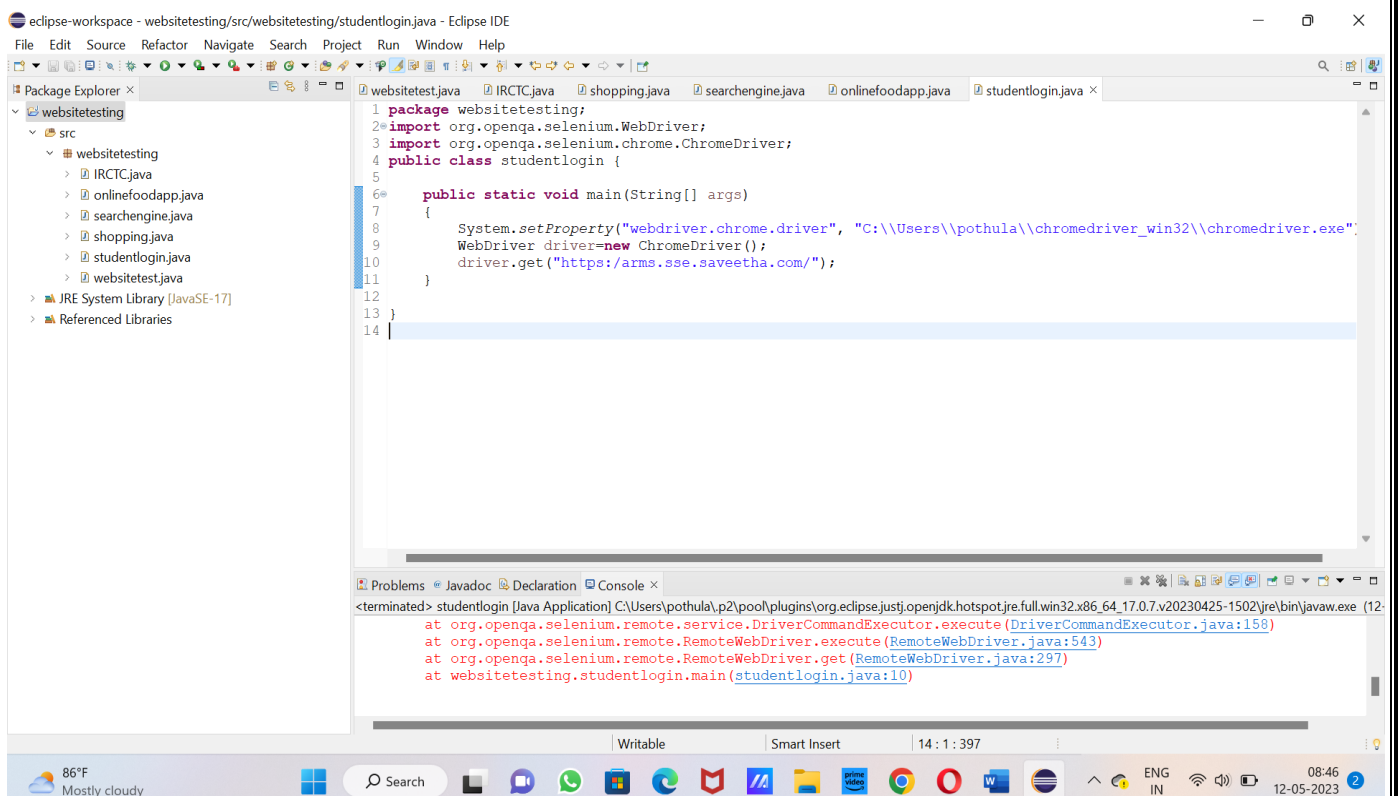 eclipse-workspace - websitetesting/src/websitetesting/studentlogin.java - Eclipse IDE
File Edit Source Refactor Navigate Search Project Run Window Help
Package Explorer
websitetesting
src
websitetesting
IRCTC.java
onlinefoodapp.java
searchengine.java
shopping.java
studentlogin.java
websitetest.java
JRE System Library [JavaSE-17]
Referenced Libraries
websitetest.java IRCTC.java shopping.java searchengine.java onlinefoodapp.java studentlogin.java
1 package websitetesting;
2 import org.openqa.selenium.WebDriver;
3 import org.openqa.selenium.chrome.ChromeDriver;
4 public class studentlogin {
5
6 public static void main(String[] args)
7 {
8 System.setProperty("webdriver.chrome.driver", "C:\\Users\\pothula\\chromedriver_win32\\chromedriver.exe")
9 WebDriver driver=new ChromeDriver();
10 driver.get("https:/arms.sse.saveetha.com/");
11 }
12
13 }
14
Problems Javadoc Declaration Console
<terminated> studentlogin [Java Application] C:\Users\pothula\.p2\pool\plugins\org.eclipse.justj.openjdk.hotspot.jre.full.win32.x86_64_17.0.7.v20230425-1502\jre\bin\javaw.exe (12-
at org.openqa.selenium.remote.service.DriverCommandExecutor.execute(DriverCommandExecutor.java:158)
at org.openqa.selenium.remote.RemoteWebDriver.execute(RemoteWebDriver.java:543)
at org.openqa.selenium.remote.RemoteWebDriver.get(RemoteWebDriver.java:297)
at websitetesting.studentlogin.main(studentlogin.java:10)
Writable Smart Insert 14 : 1 : 397
86°F
Mostly cloudy
Search
prime video
ENG
IN
08:46
12-05-2023
2